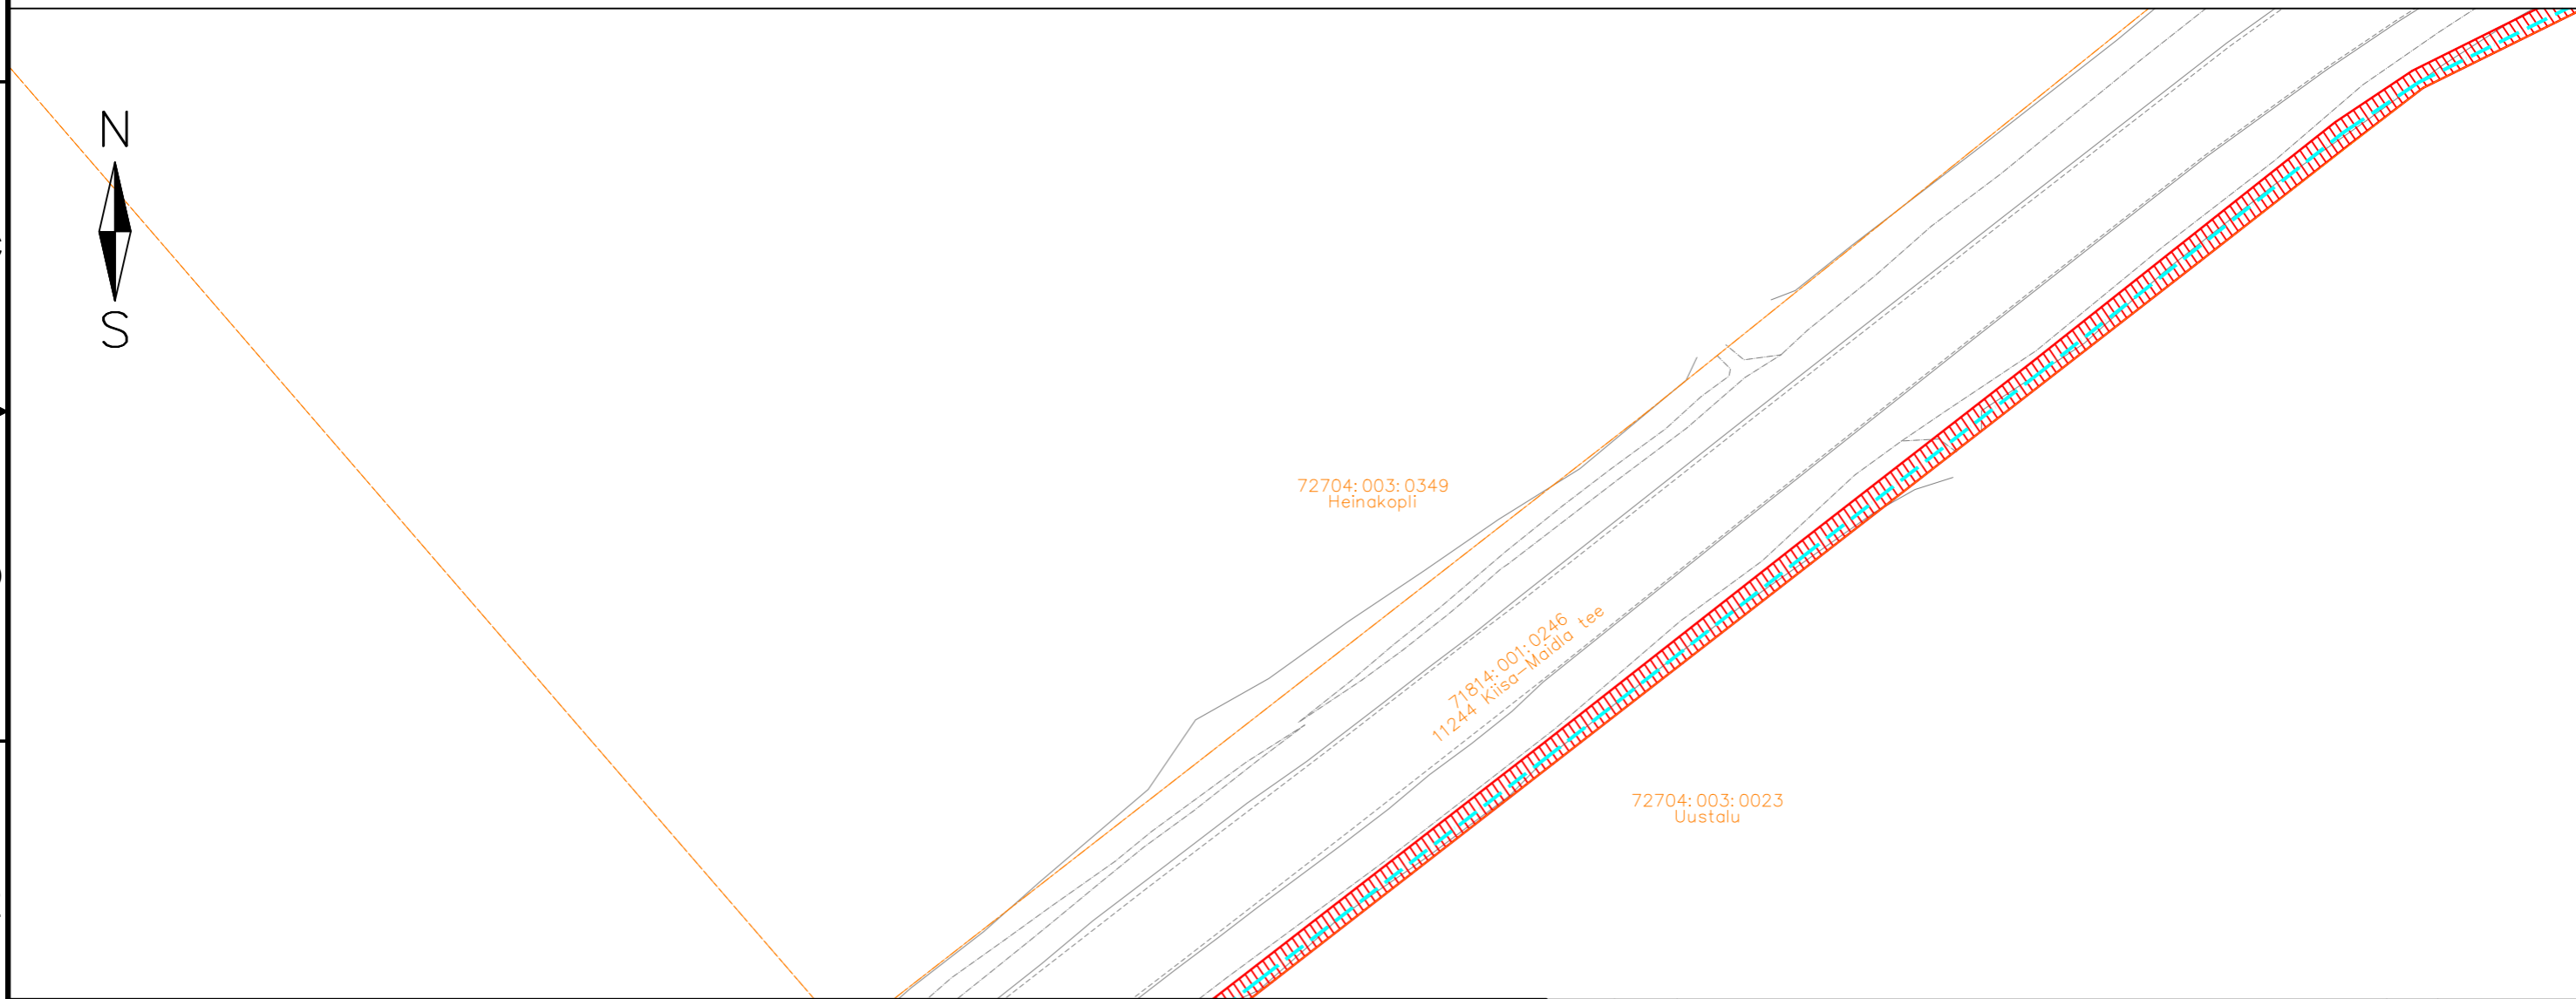 N
S
72704:003:0349
Heinakopli
71814:001:0246
11244 Kiisa-Maidla tee
72704:003:0023
Uustalu